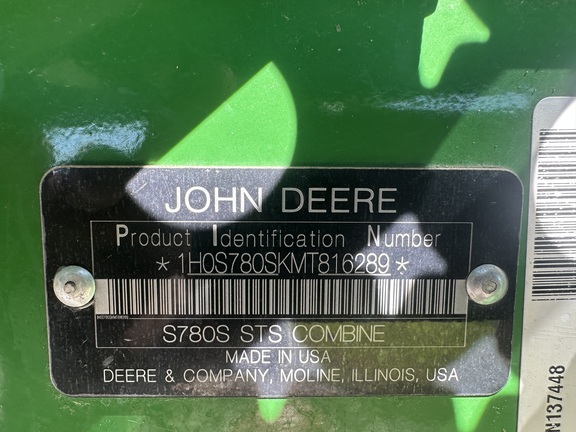 JOHN DEERE
Product Identification Number
*1H0S780SKMT816289*
S780S STS COMBINE
MADE IN USA
DEERE & COMPANY, MOLINE, ILLINOIS, USA
N137448